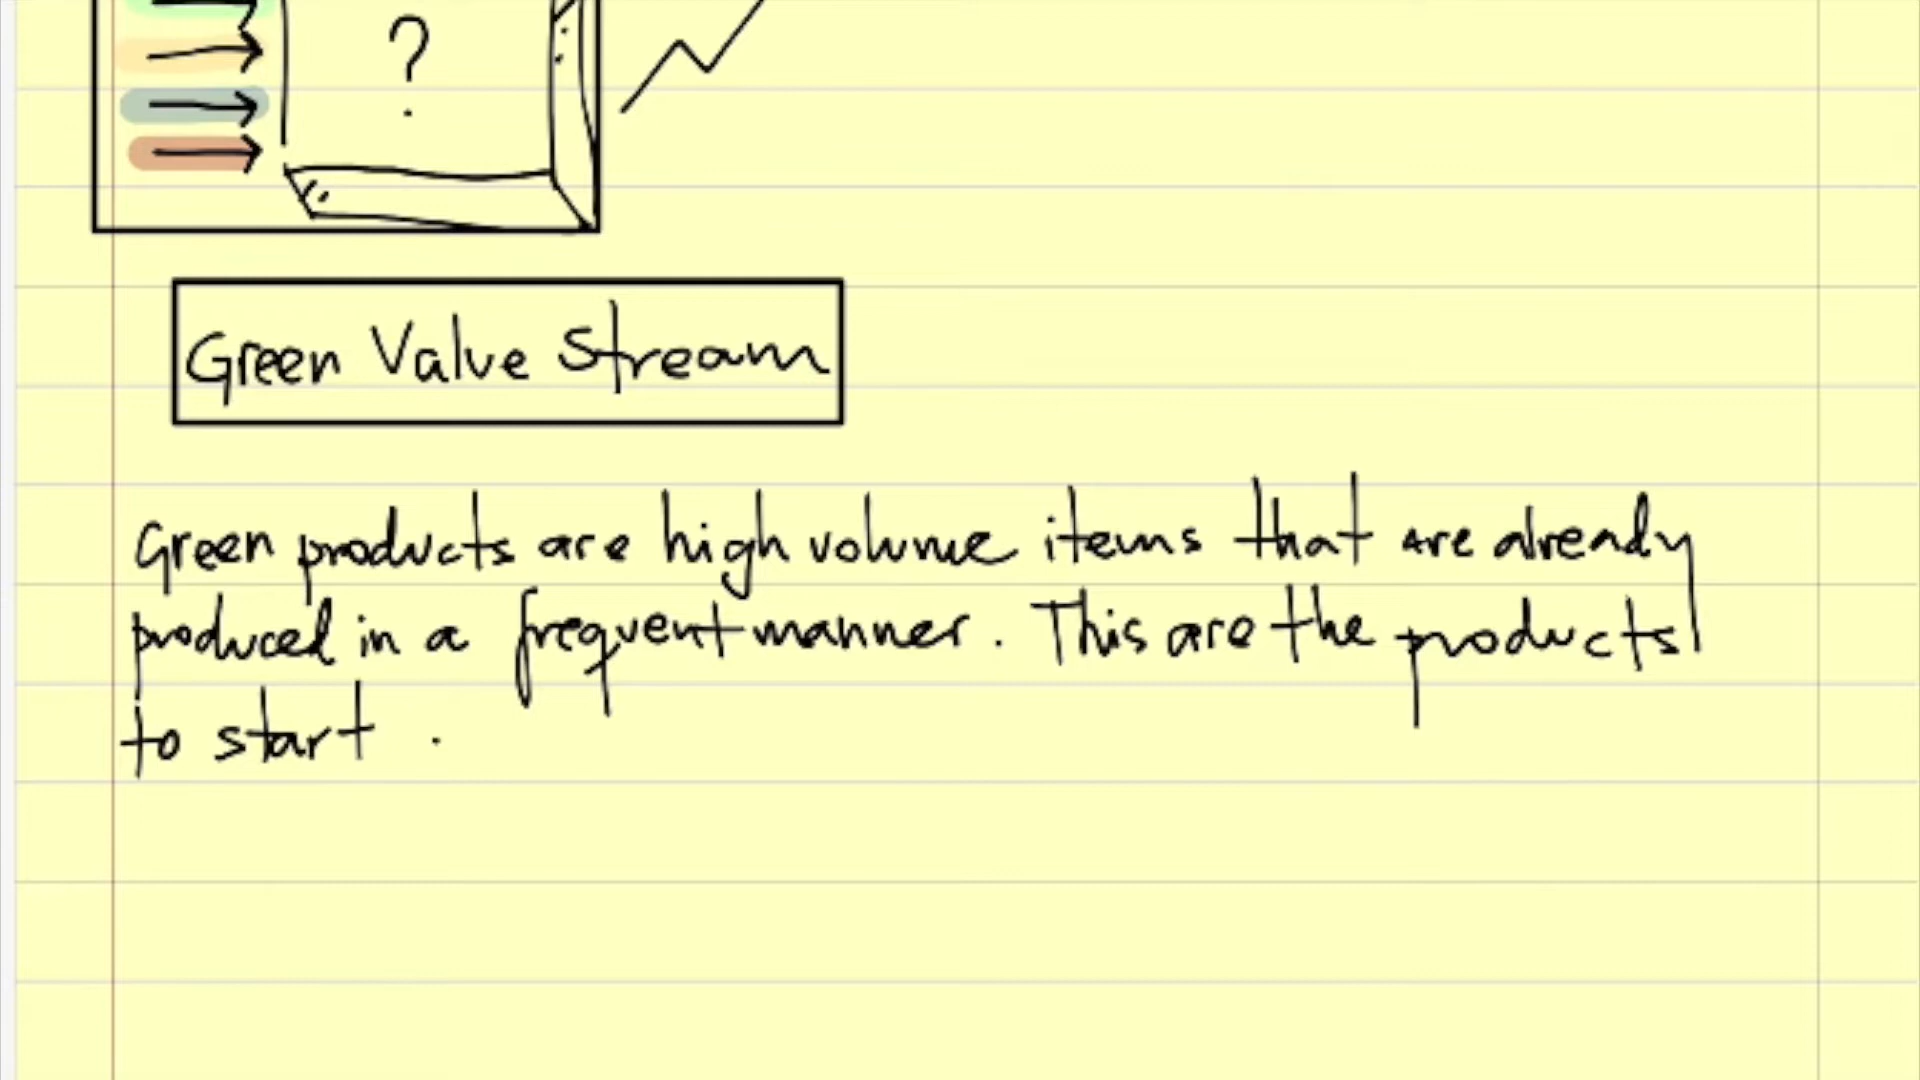 ?
Green Value Stream
Green products are high volume items that are already
produced in a frequent manner. This are the products
to start .